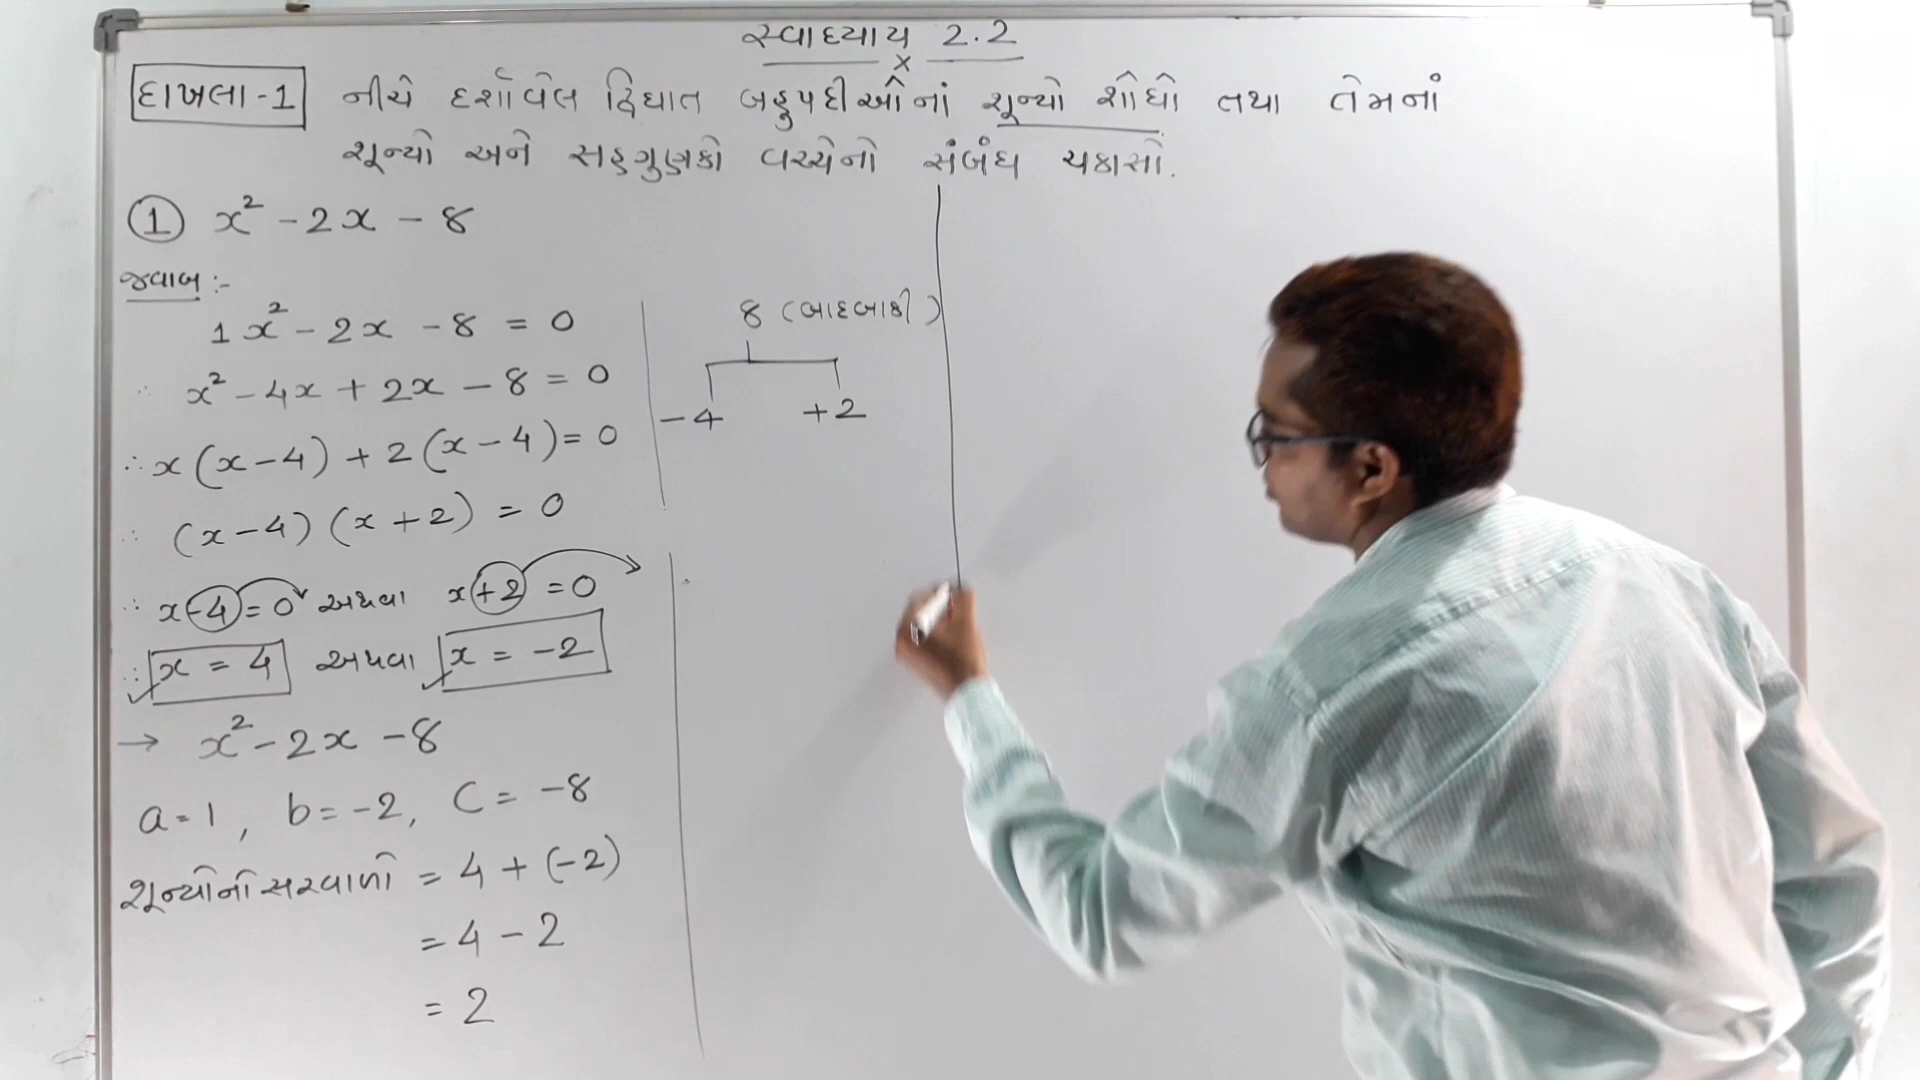 સ્વાધ્યાય 2.2
x
દાખલા-1 નીચે દર્શાવેલ દ્વિઘાત બહુપદીઓનાં શૂન્યો શોધો તથા તેમનાં
શૂન્યો અને સહગુણકો વચ્ચેનો સંબંધ ચકાસો.
① x² - 2x - 8
જવાબ :-
1x² - 2x - 8 = 0
8 (બાદબાકી)
-4 +2
∴ x² - 4x + 2x - 8 = 0
∴ x(x-4) + 2(x-4) = 0
∴ (x-4)(x+2) = 0
∴ x-4=0 અથવા x+2=0
∴ x = 4 અથવા x = -2
→ x² - 2x - 8
a=1, b=-2, C=-8
શૂન્યોનો સરવાળો = 4 + (-2)
= 4 - 2
= 2